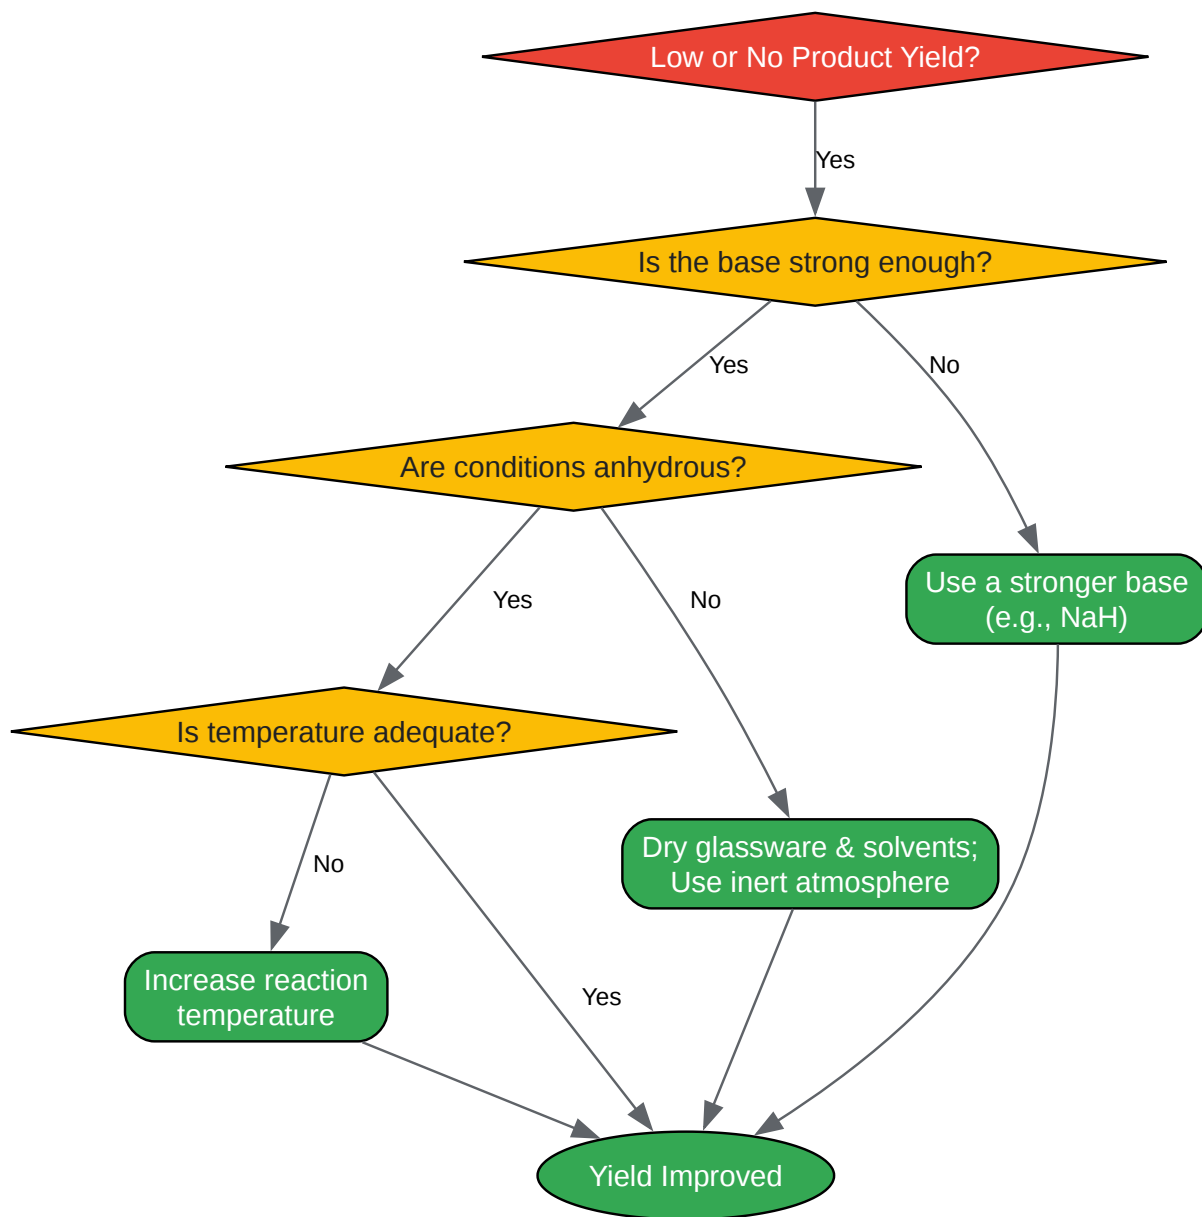 Low or No Product Yield?
Yes
Is the base strong enough?
Yes
No
Are conditions anhydrous?
Use a stronger base
(e.g., NaH)
Yes
No
Is temperature adequate?
Dry glassware & solvents;
Use inert atmosphere
No
Increase reaction
temperature
Yes
Yield Improved